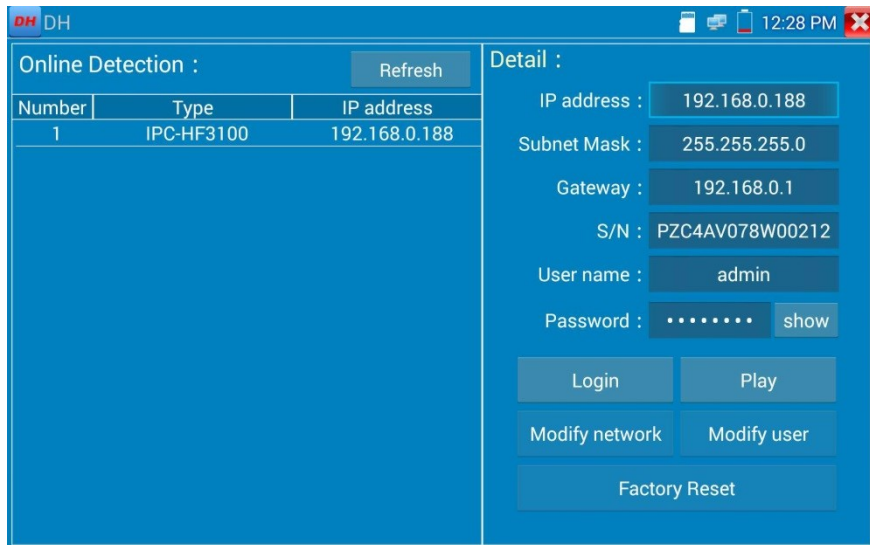 DH DH
12:28 PM
Online Detection :
Refresh
Number Type IP address
1 IPC-HF3100 192.168.0.188
Detail :
IP address : 192.168.0.188
Subnet Mask : 255.255.255.0
Gateway : 192.168.0.1
S/N : PZC4AV078W00212
User name : admin
Password : •••••••• show
Login Play
Modify network Modify user
Factory Reset